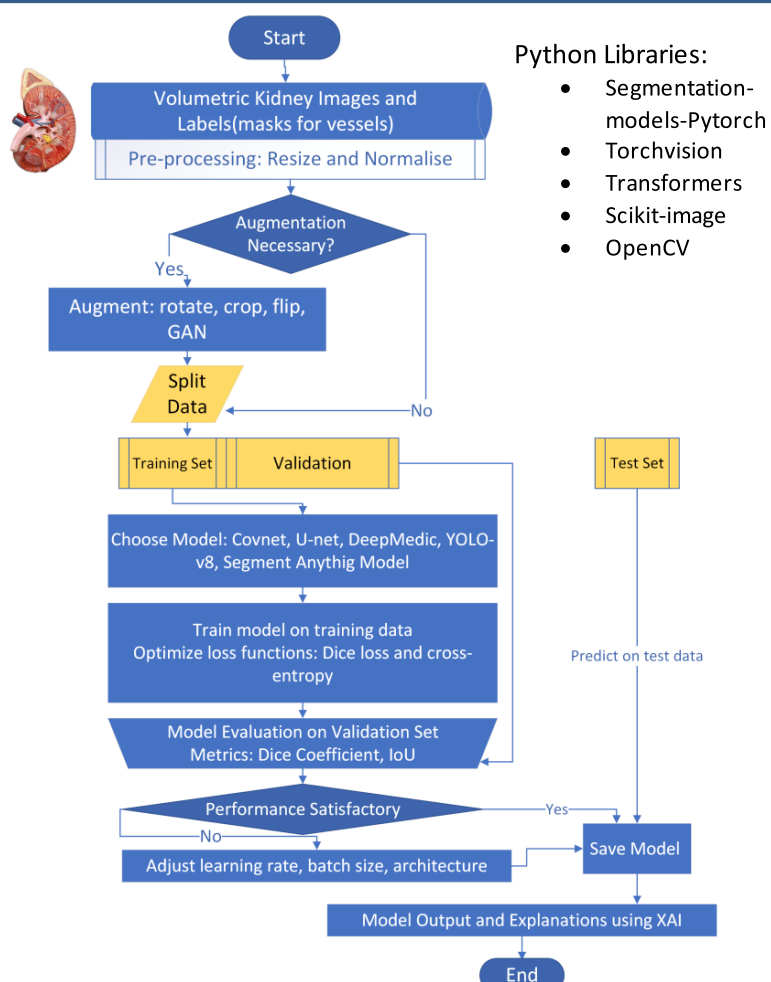 Start
Python Libraries:
• Segmentation-
models-Pytorch
• Torchvision
• Transformers
• Scikit-image
• OpenCV
Volumetric Kidney Images and
Labels(masks for vessels)
Pre-processing: Resize and Normalise
Augmentation
Necessary?
Yes
Augment: rotate, crop, flip,
GAN
Split
Data
No
Training Set
Validation
Test Set
Choose Model: Covnet, U-net, DeepMedic, YOLO-
v8, Segment Anythig Model
Train model on training data
Optimize loss functions: Dice loss and cross-
entropy
Predict on test data
Model Evaluation on Validation Set
Metrics: Dice Coefficient, IoU
Performance Satisfactory
Yes
No
Adjust learning rate, batch size, architecture
Save Model
Model Output and Explanations using XAI
End